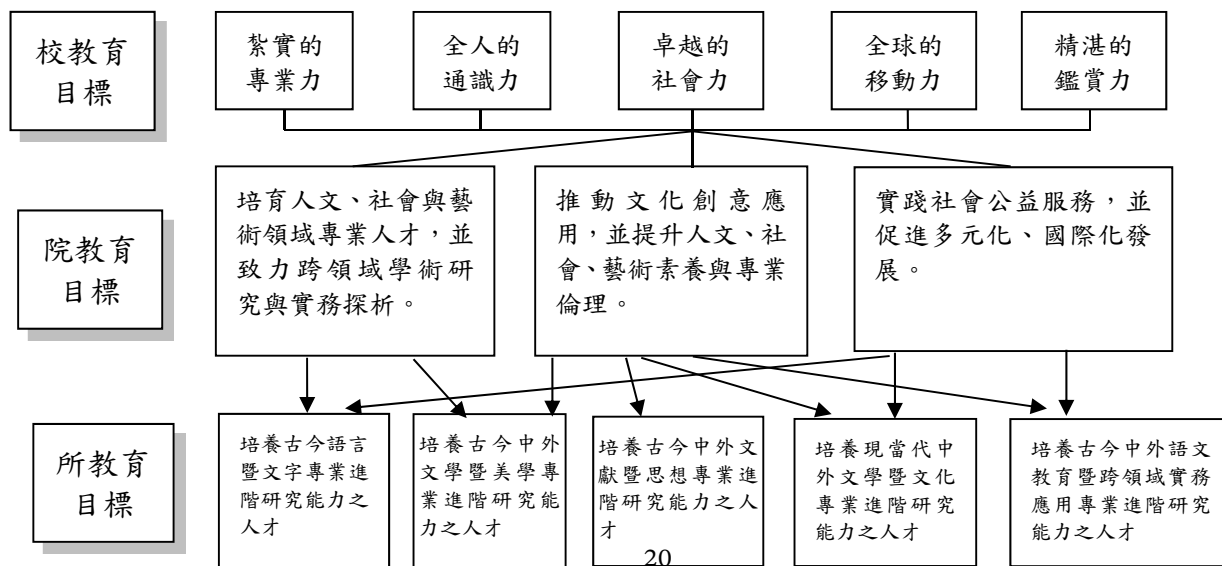 校教育
目標
紮實的
專業力
全人的
通識力
卓越的
社會力
全球的
移動力
精湛的
鑑賞力
院教育
目標
培育人文、社會與藝
術領域專業人才，並
致力跨領域學術研
究與實務探析。
推動文化創意應
用，並提升人文、社
會、藝術素養與專業
倫理。
實踐社會公益服務，並
促進多元化、國際化發
展。
所教育
目標
培養古今語言
暨文字專業進
階研究能力之
人才
培養古今中外
文學暨美學專
業進階研究能
力之人才
培養古今中外文
獻暨思想專業進
階研究能力之人
才
培養現當代中
外文學暨文化
專業進階研究
能力之人才
培養古今中外語文
教育暨跨領域實務
應用專業進階研究
能力之人才
20